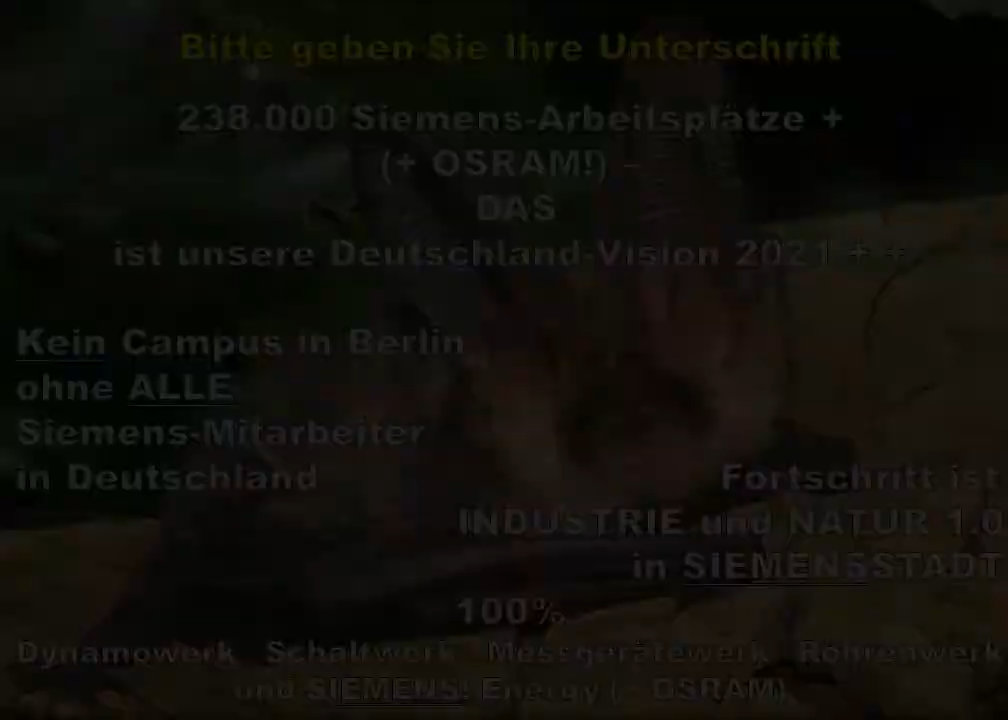 Bitte geben Sie Ihre Unterschrift
238.000 Siemens-Arbeitsplätze +
(+ OSRAM!) -
DAS
ist unsere Deutschland-Vision 2021 + +
Kein Campus in Berlin
ohne ALLE
Siemens-Mitarbeiter
in Deutschland
Fortschritt ist
INDUSTRIE und NATUR 1.0
in SIEMENSSTADT
100%
Dynamowerk Schaltwerk Messgerätewerk Röhrenwerk
und SIEMENS! Energy (+ OSRAM)